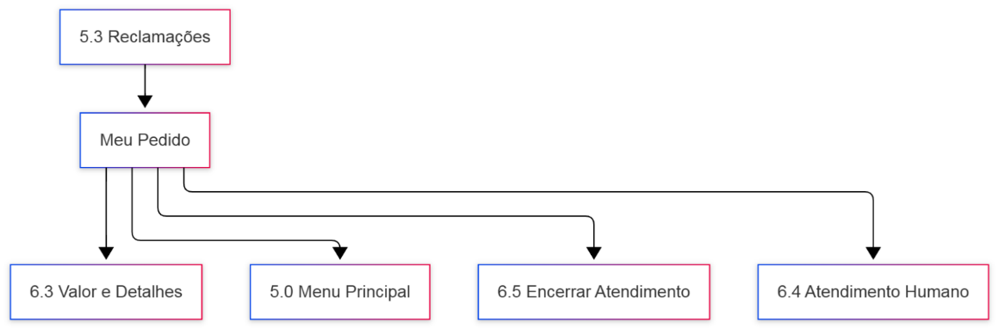 5.3 Reclamações
Meu Pedido
6.3 Valor e Detalhes
5.0 Menu Principal
6.5 Encerrar Atendimento
6.4 Atendimento Humano